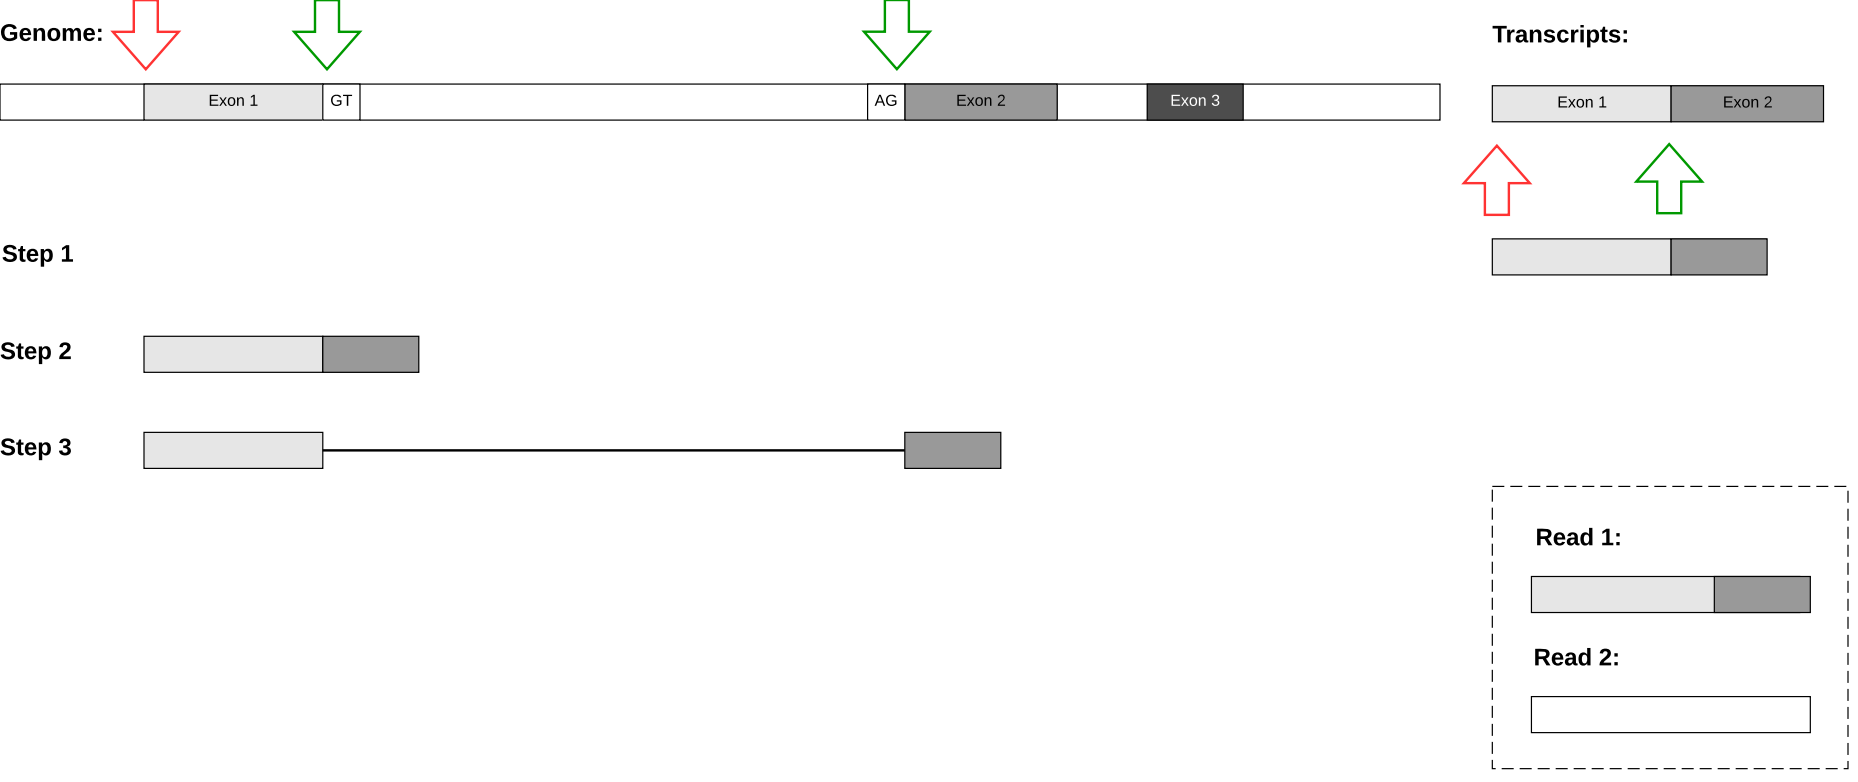 Genome:
Transcripts:
Exon 1 GT AG Exon 2 Exon 3
Exon 1 Exon 2
Step 1
Step 2
Step 3
Read 1:
Read 2: